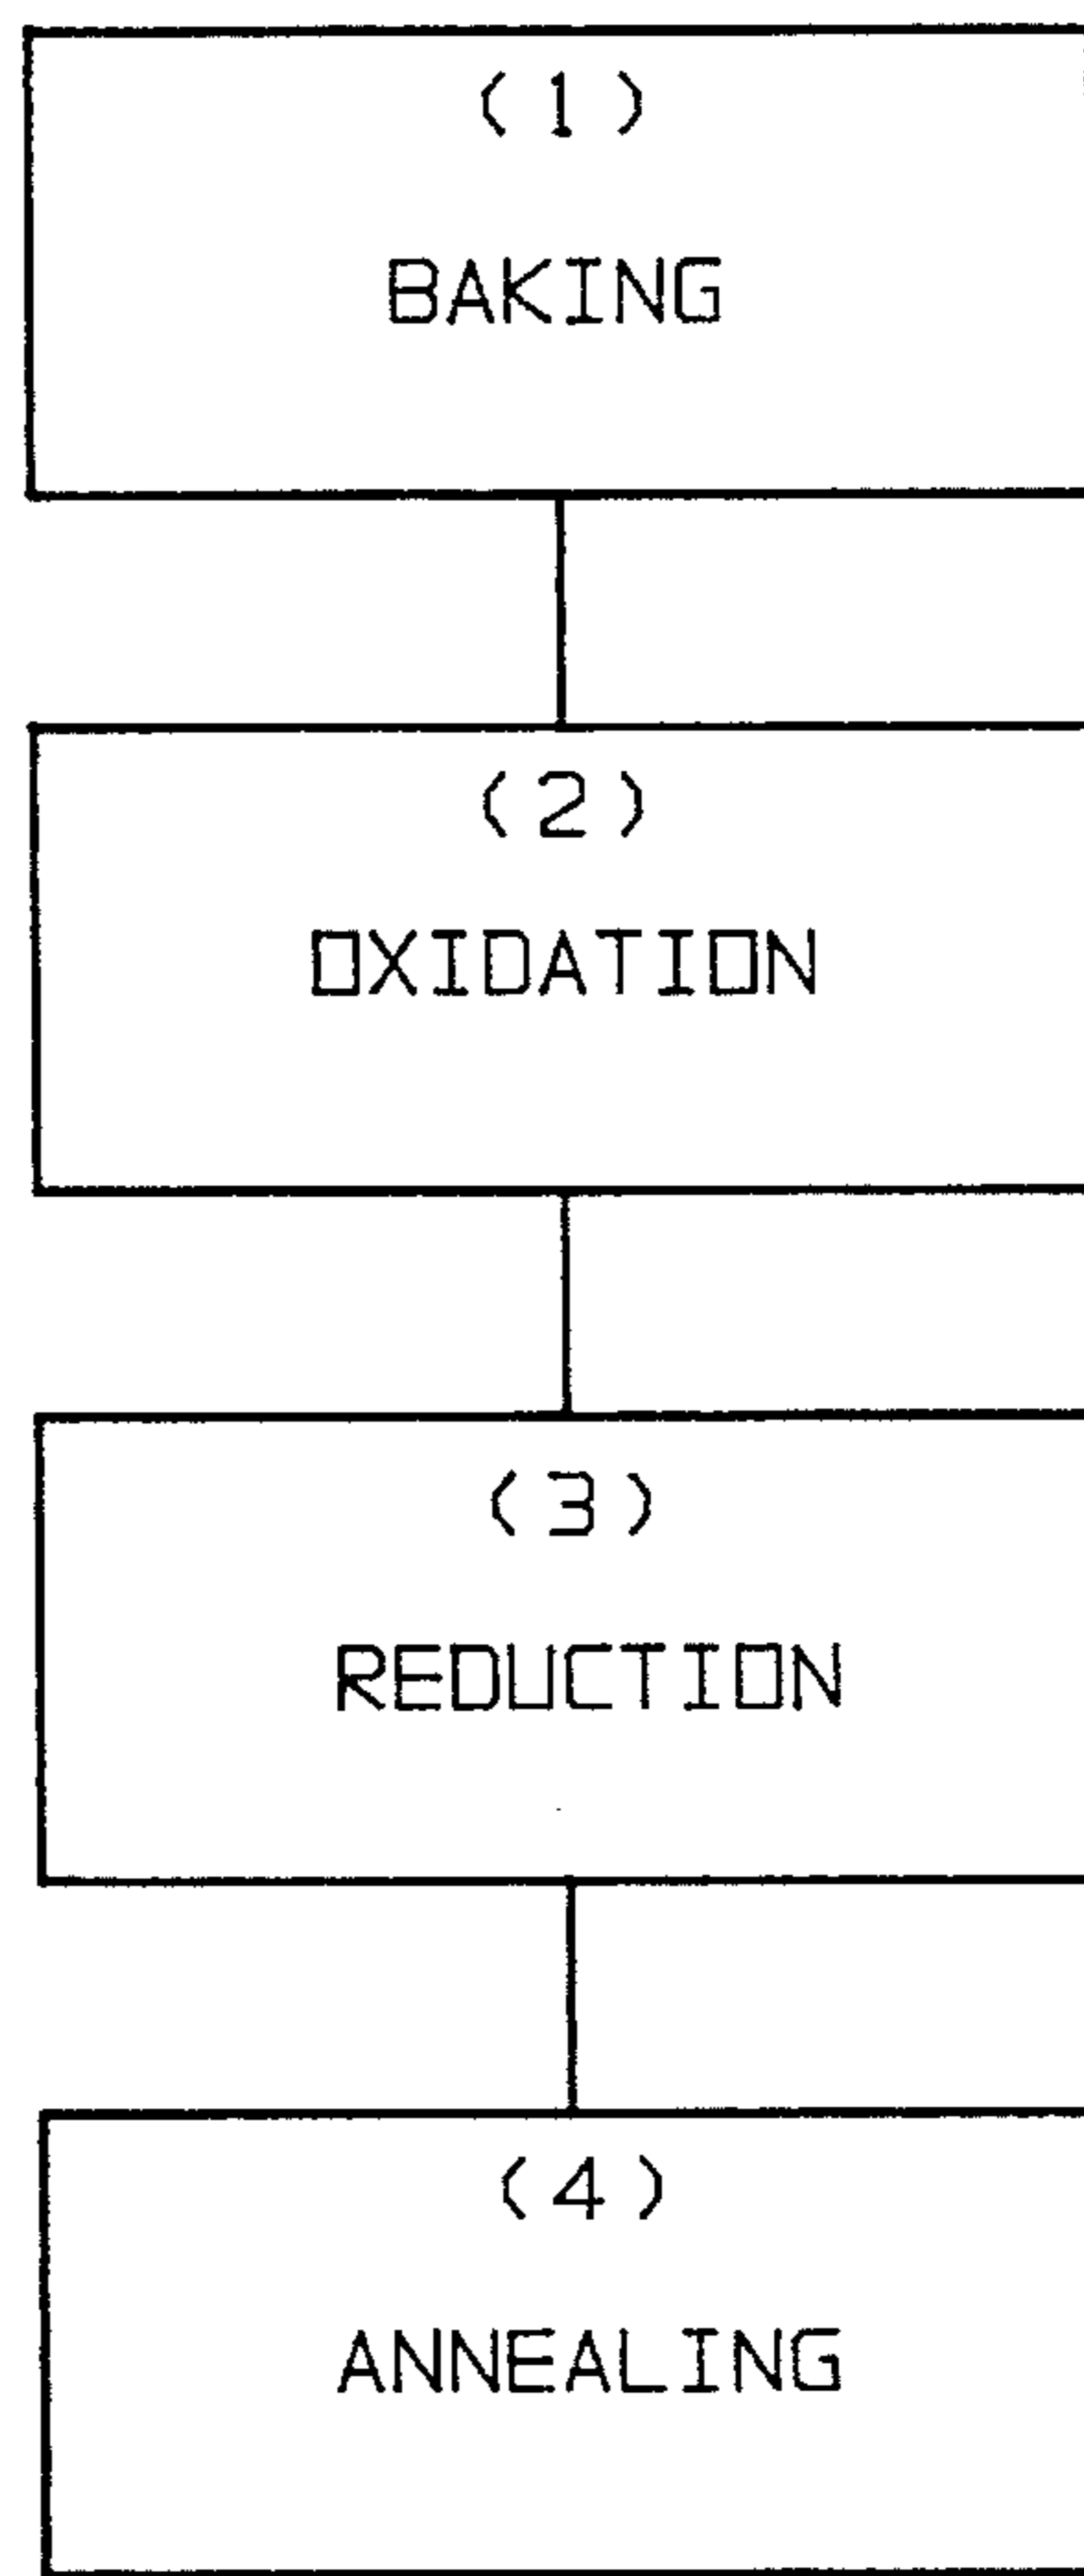 (1)
BAKING
(2)
OXIDATION
(3)
REDUCTION
(4)
ANNEALING